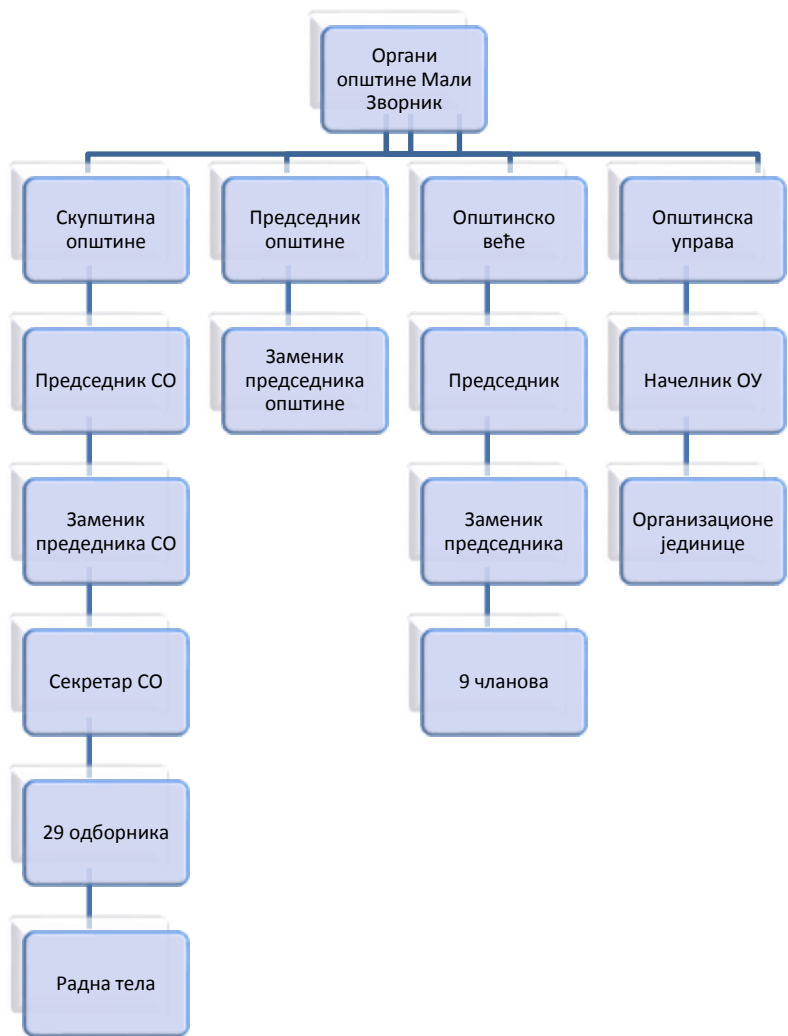 Органи
општине Мали
Зворник
Скупштина
општине
Председник
општине
Општинско
веће
Општинска
управа
Председник СО
Заменик
председника
општине
Председник
Начелник ОУ
Заменик
предедника СО
Заменик
председника
Организационе
јединице
Секретар СО
9 чланова
29 одборника
Радна тела